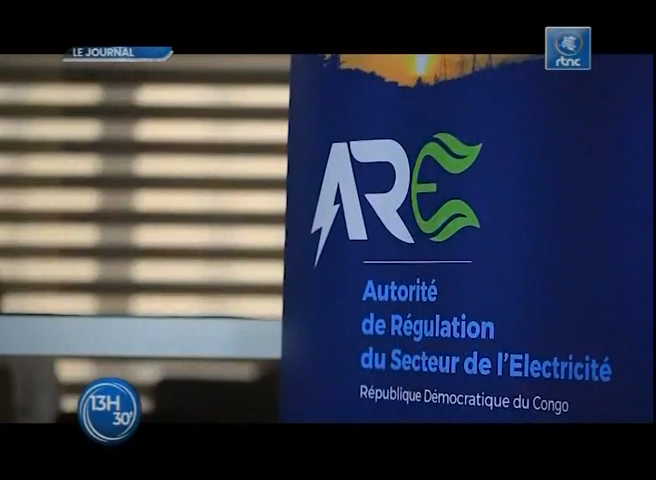 LE JOURNAL
rtnc
ARE
Autorité
de Régulation
du Secteur de l'Electricité
République Démocratique du Congo
13H
30'